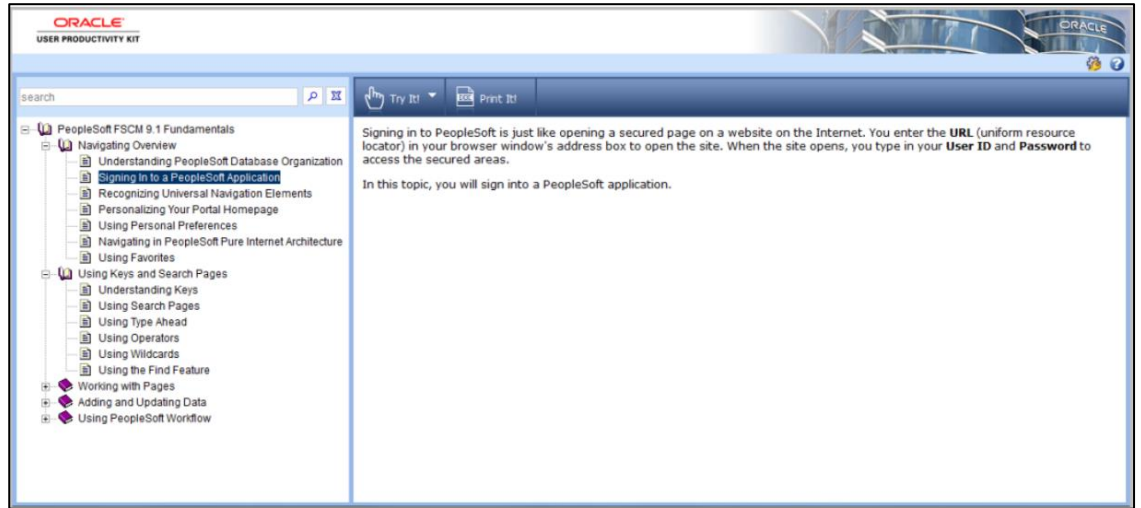 ORACLE
USER PRODUCTIVITY KIT
ORACLE
search
Try It!
Print It!
PeopleSoft FSCM 9.1 Fundamentals
Navigating Overview
Understanding PeopleSoft Database Organization
Signing In to a PeopleSoft Application
Recognizing Universal Navigation Elements
Personalizing Your Portal Homepage
Using Personal Preferences
Navigating in PeopleSoft Pure Internet Architecture
Using Favorites
Using Keys and Search Pages
Understanding Keys
Using Search Pages
Using Type Ahead
Using Operators
Using Wildcards
Using the Find Feature
Working with Pages
Adding and Updating Data
Using PeopleSoft Workflow
Signing in to PeopleSoft is just like opening a secured page on a website on the Internet. You enter the URL (uniform resource
locator) in your browser window's address box to open the site. When the site opens, you type in your User ID and Password to
access the secured areas.
In this topic, you will sign into a PeopleSoft application.